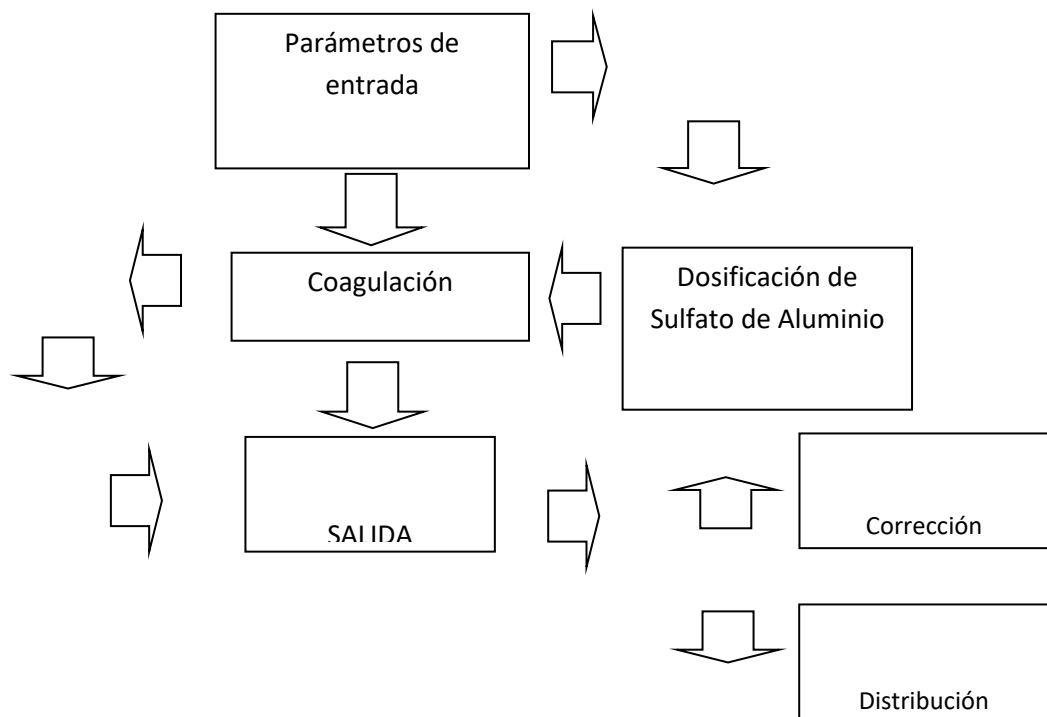 Parámetros de
entrada
Coagulación
Dosificación de
Sulfato de Aluminio
SALIDA
Corrección
Distribución